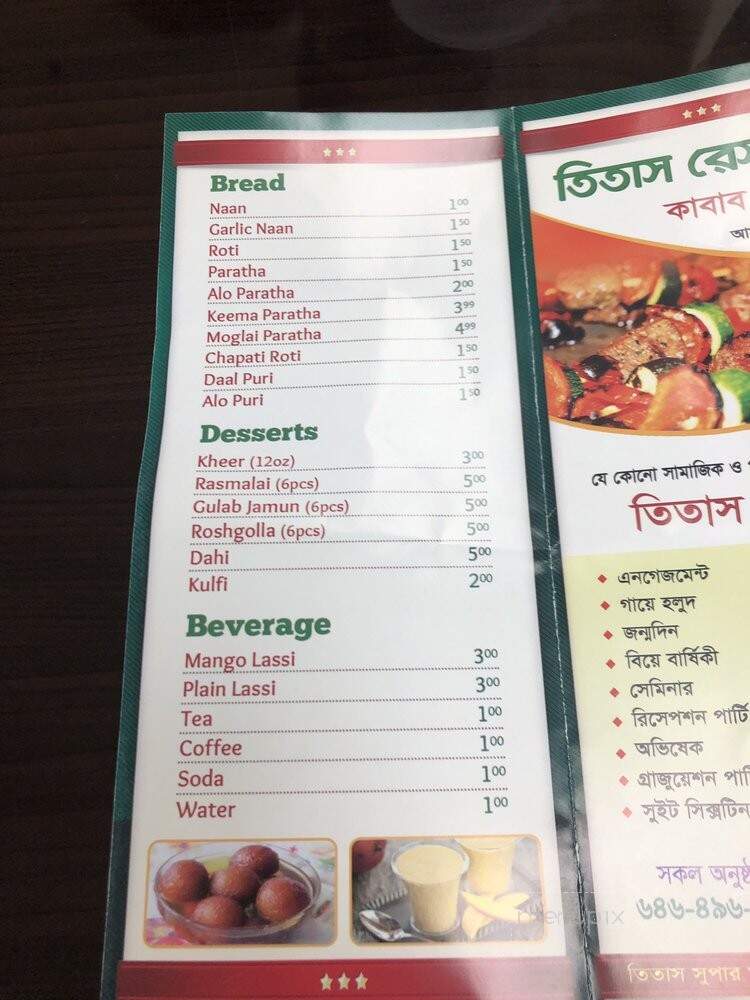 Bread
Naan 1.00
Garlic Naan 1.50
Roti 1.50
Paratha 1.50
Alo Paratha 2.00
Keema Paratha 3.99
Moglai Paratha 4.99
Chapati Roti 1.50
Daal Puri 1.50
Alo Puri 1.50
Desserts
Kheer (12oz) 3.00
Rasmalai (6pcs) 5.00
Gulab Jamun (6pcs) 5.00
Roshgolla (6pcs) 5.00
Dahi 5.00
Kulfi 2.00
Beverage
Mango Lassi 3.00
Plain Lassi 3.00
Tea 1.00
Coffee 1.00
Soda 1.00
Water 1.00
তিতাস
কাবাব
যে কোনো সামাজিক ও
তিতাস
এনগেজমেন্ট
গায়ে হলুদ
জন্মদিন
বিয়ে বার্ষিকী
সেমিনার
রিসেপশন পার্টি
অভিষেক
গ্রাজুয়েশন
সুইট সিক্সটিন
সকল
৬৪৬-৪৯৬-
তিতাস সুপার